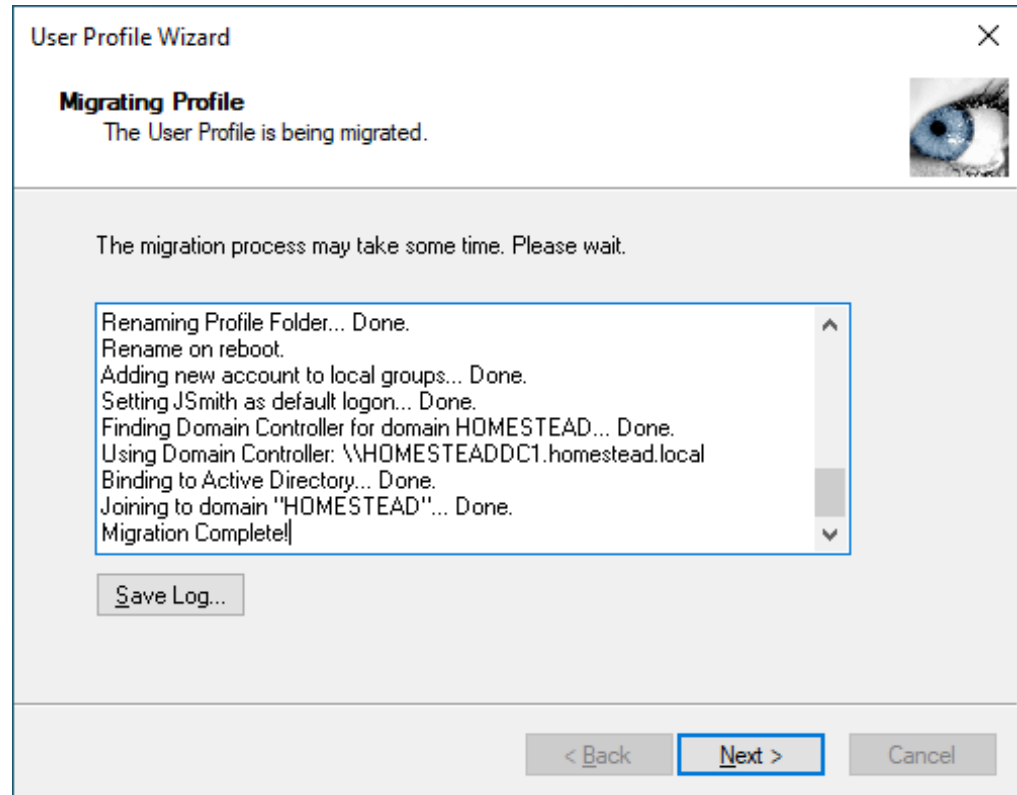 User Profile Wizard
Migrating Profile
The User Profile is being migrated.
The migration process may take some time. Please wait.
Renaming Profile Folder... Done.
Rename on reboot.
Adding new account to local groups... Done.
Setting JSmith as default logon... Done.
Finding Domain Controller for domain HOMESTEAD... Done.
Using Domain Controller: \\HOMESTEADDC1.homestead.local
Binding to Active Directory... Done.
Joining to domain "HOMESTEAD"... Done.
Migration Complete!
Save Log...
< Back
Next >
Cancel